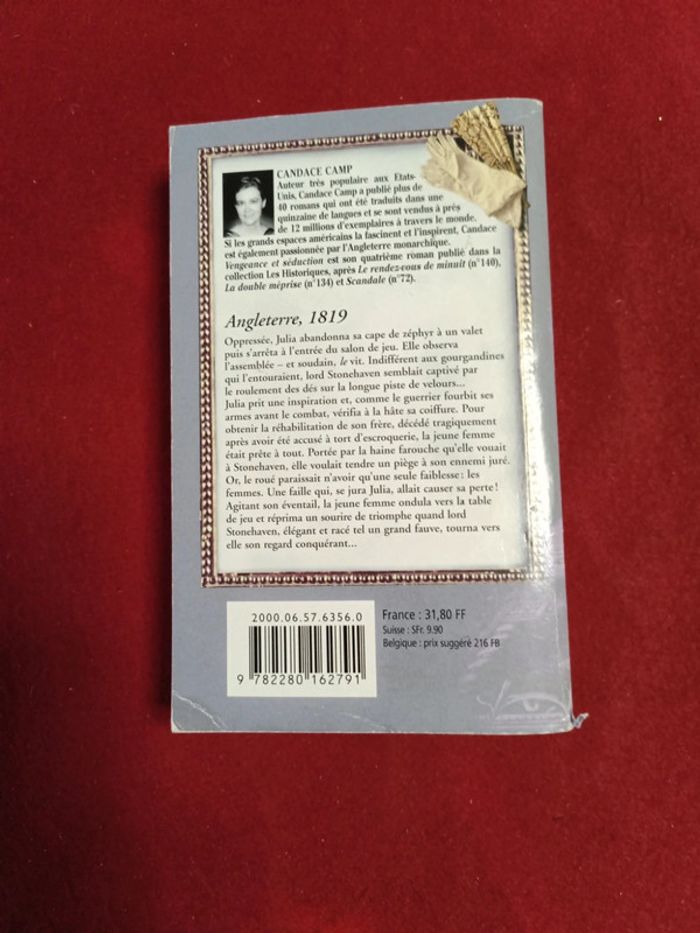 CANDACE CAMP
Auteur très populaire aux Etats-
Unis, Candace Camp a publié plus de
40 romans qui ont été traduits dans une
quinzaine de langues et se sont vendus à près
de 12 millions d'exemplaires à travers le monde.
Si les grands espaces américains la fascinent et l'inspirent, Candace
est également passionnée par l'Angleterre monarchique.
Vengeance et séduction est son quatrième roman publié dans la
collection Les Historiques, après Le rendez-vous de minuit (n°140),
La double méprise (n°134) et Scandale (n°72).
Angleterre, 1819
Oppressée, Julia abandonna sa cape de zéphyr à un valet
puis s'arrêta à l'entrée du salon de jeu. Elle observa
l'assemblée – et soudain, le vit. Indifférent aux gourgandines
qui l'entouraient, lord Stonehaven semblait captivé par
le roulement des dés sur la longue piste de velours...
Julia prit une inspiration et, comme le guerrier fourbit ses
armes avant le combat, vérifia à la hâte sa coiffure. Pour
obtenir la réhabilitation de son frère, décédé tragiquement
après avoir été accusé à tort d'escroquerie, la jeune femme
était prête à tout. Portée par la haine farouche qu'elle vouait
à Stonehaven, elle voulait tendre un piège à son ennemi juré.
Or, le roué paraissait n'avoir qu'une seule faiblesse : les
femmes. Une faille qui, se jura Julia, allait causer sa perte !
Agitant son éventail, la jeune femme ondula vers la table
de jeu et réprima un sourire de triomphe quand lord
Stonehaven, élégant et racé tel un grand fauve, tourna vers
elle son regard conquérant...
2000.06.57.6356.0
9 782280 162791
France : 31,80 FF
Suisse : SFr. 9.90
Belgique : prix suggéré 216 FB